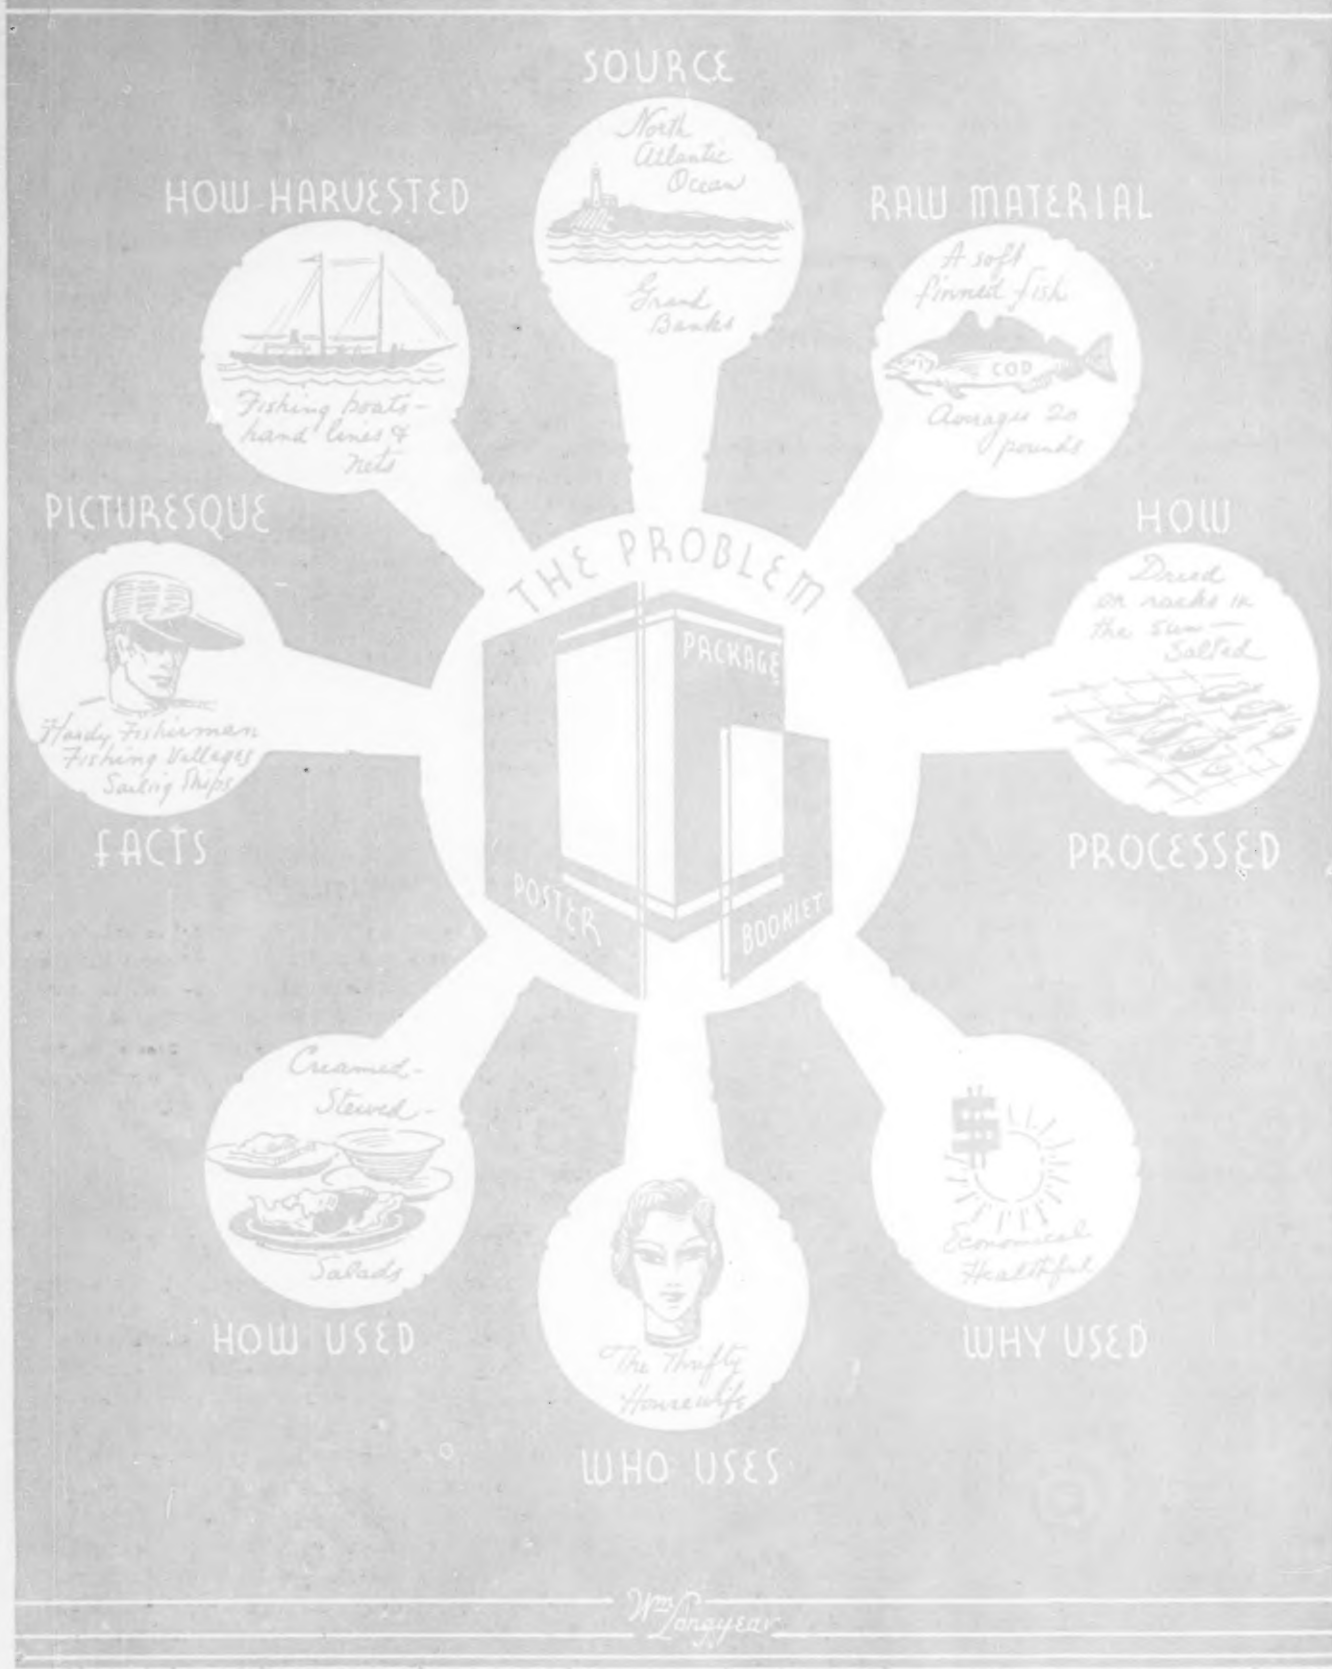 SOURCE
North
Atlantic
Ocean
Grand
Banks
HOW HARVESTED
Fishing boats-
hand lines &
nets
RAW MATERIAL
A soft
finned fish
COD
Averages 20
pounds
PICTURESQUE
Hardy Fisherman
Fishing Villages
Sailing Ships
FACTS
THE PROBLEM
PACKAGE
POSTER
BOOKLET
HOW
Dried
on racks in
the sun—
Salted
PROCESSED
Creamed-
Stewed-
Salads
HOW USED
The Thrifty
Housewife
WHO USES
$
Economical
Healthful
WHY USED
Wm
Longyear